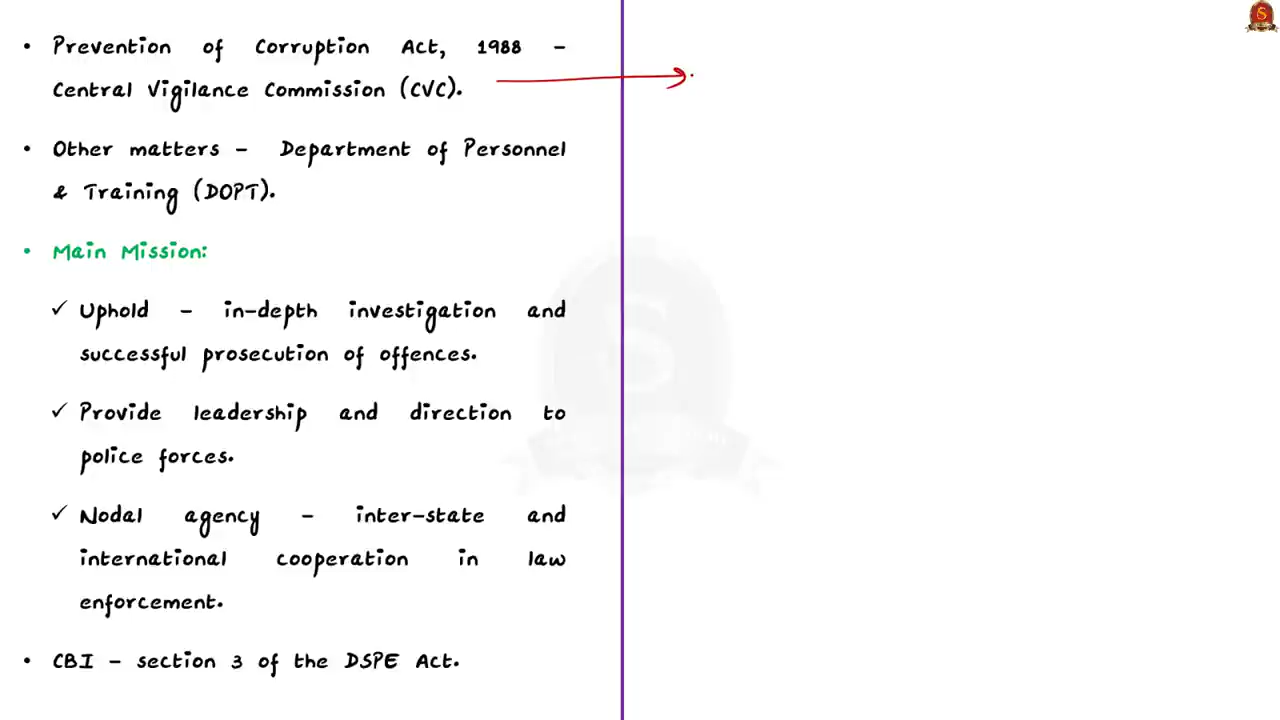 • Prevention of Corruption Act, 1988 –
Central Vigilance Commission (CVC).
• Other matters – Department of Personnel
& Training (DOPT).
• Main Mission:
✓ Uphold – in-depth investigation and
successful prosecution of offences.
✓ Provide leadership and direction to
police forces.
✓ Nodal agency – inter-state and
international cooperation in law
enforcement.
• CBI – section 3 of the DSPE Act.